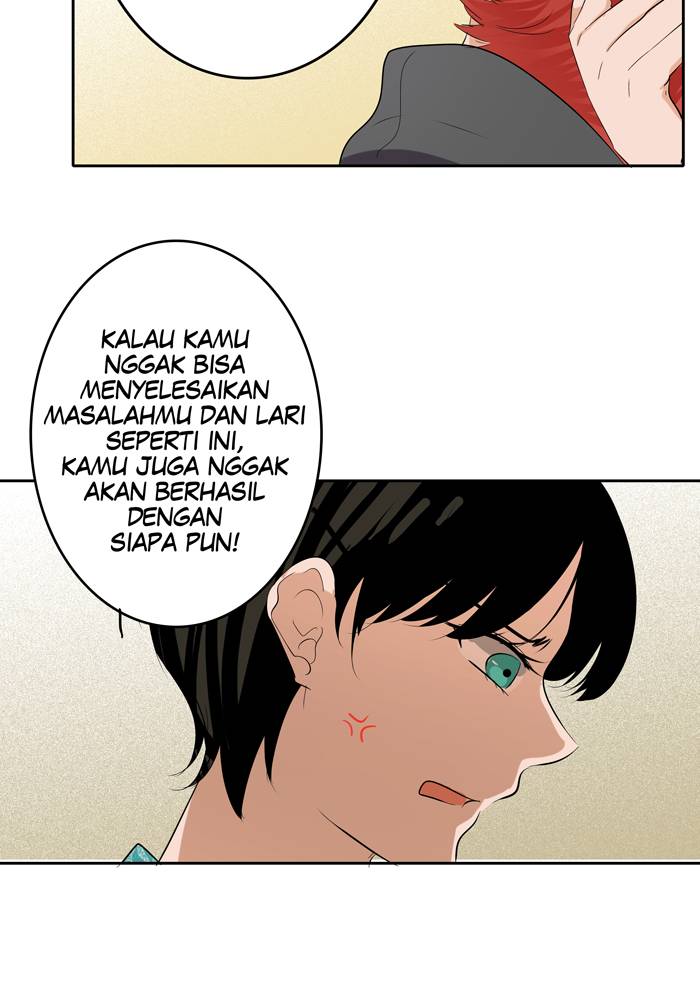 KALAU KAMU
NGGAK BISA
MENYELESAIKAN
MASALAHMU DAN LARI
SEPERTI INI,
KAMU JUGA NGGAK
AKAN BERHASIL
DENGAN
SIAPA PUN!